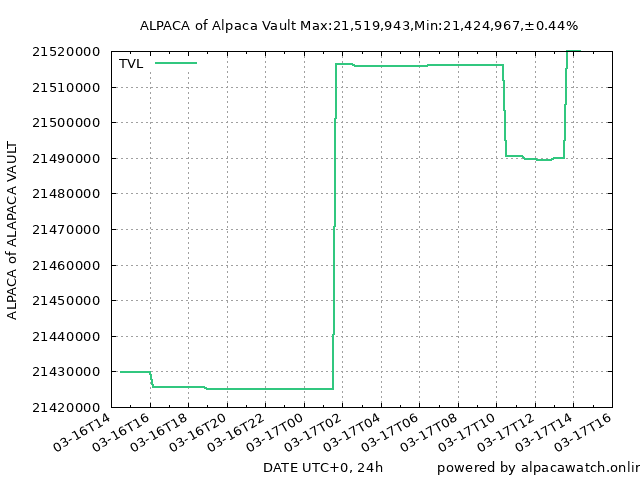 ALPACA of Alpaca Vault Max:21,519,943,Min:21,424,967,±0.44%
TVL
21520000
21510000
21500000
21490000
21480000
21470000
21460000
21450000
21440000
21430000
21420000
ALPACA of ALAPACA VAULT
03-16T14
03-16T16
03-16T18
03-16T20
03-16T22
03-17T00
03-17T02
03-17T04
03-17T06
03-17T08
03-17T10
03-17T12
03-17T14
03-17T16
DATE UTC+0, 24h
powered by alpacawatch.onlin